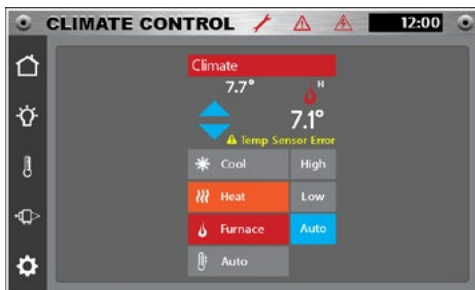 CLIMATE CONTROL 12:00
Climate
7.7°
H
7.1°
Temp Sensor Error
Cool High
Heat Low
Furnace Auto
Auto